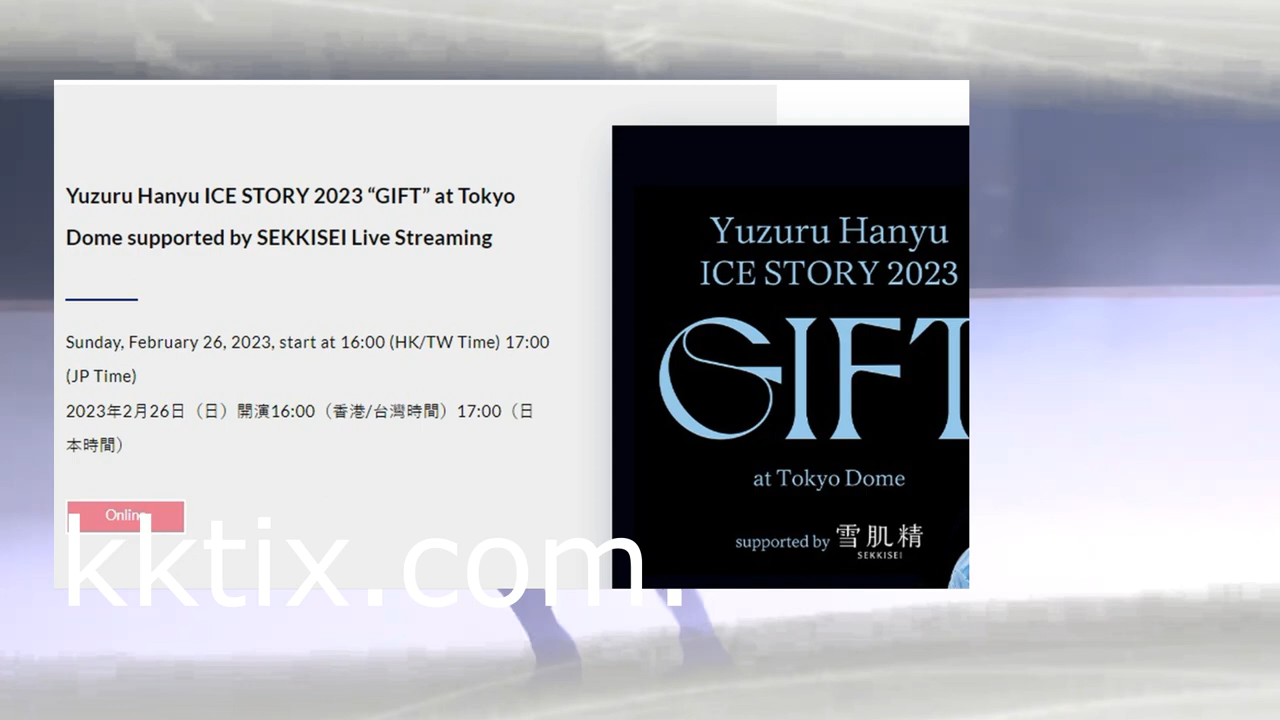 Yuzuru Hanyu ICE STORY 2023 “GIFT” at Tokyo
Dome supported by SEKKISEI Live Streaming
Sunday, February 26, 2023, start at 16:00 (HK/TW Time) 17:00
(JP Time)
2023年2月26日（日）開演16:00（香港/台灣時間）17:00（日
本時間）
Online
kktix.com.
Yuzuru Hanyu
ICE STORY 2023
GIFT
at Tokyo Dome
supported by 雪肌精
SEKKISEI